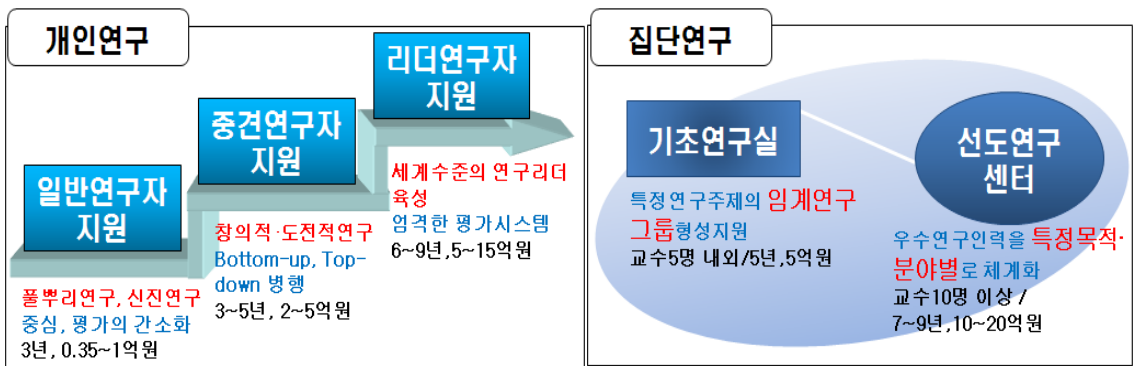 개인연구
일반연구자
지원
풀뿌리연구, 신진연구
중심, 평가의 간소화
3년, 0.35~1억원
중견연구자
지원
창의적·도전적연구
Bottom-up, Top-
down 병행
3~5년, 2~5억원
리더연구자
지원
세계수준의 연구리더
육성
엄격한 평가시스템
6~9년,5~15억원
집단연구
기초연구실
특정연구주제의 임계연구
그룹형성지원
교수5명 내외/5년,5억원
선도연구
센터
우수연구인력을 특정목적·
분야별로 체계화
교수10명 이상 /
7~9년,10~20억원